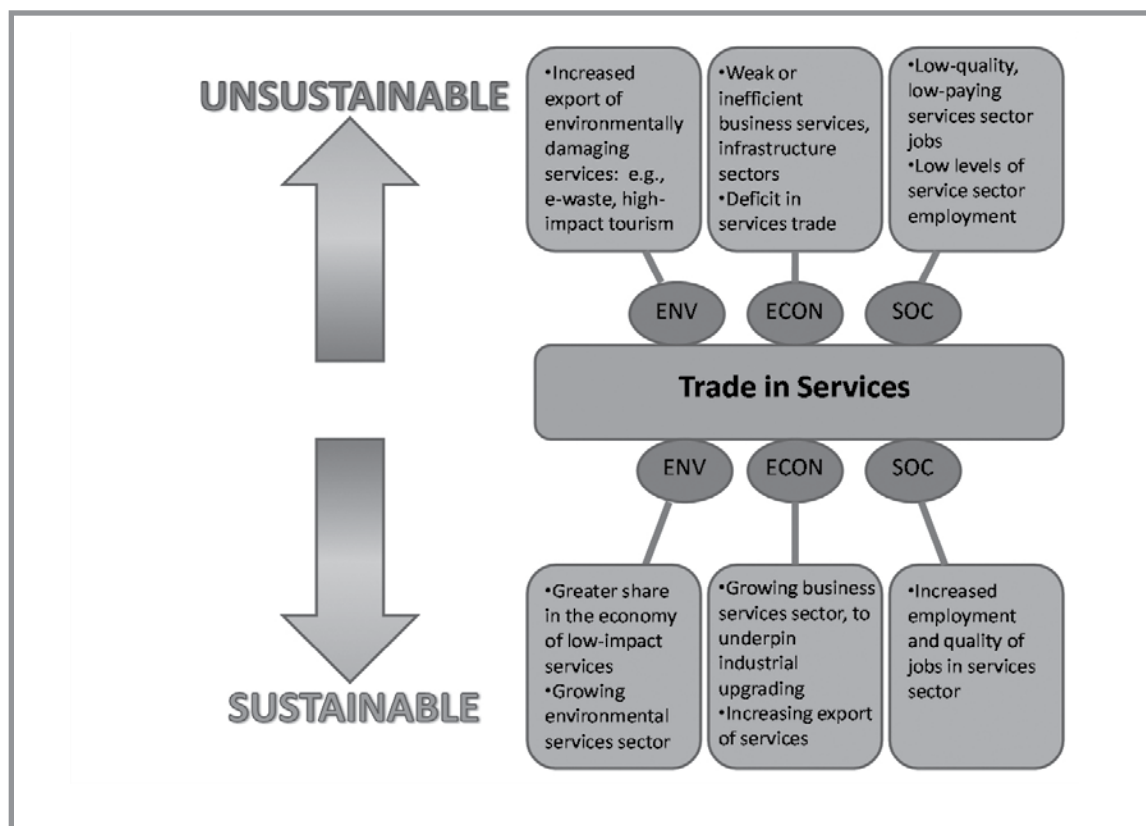 UNSUSTAINABLE
•Increased
export of
environmentally
damaging
services: e.g.,
e-waste, high-
impact tourism
•Weak or
inefficient
business services,
infrastructure
sectors
•Deficit in
services trade
•Low-quality,
low-paying
services sector
jobs
•Low levels of
service sector
employment
ENV
ECON
SOC
Trade in Services
ENV
ECON
SOC
•Greater share
in the economy
of low-impact
services
•Growing
environmental
services sector
•Growing business
services sector, to
underpin
industrial
upgrading
•Increasing export
of services
•Increased
employment
and quality of
jobs in services
sector
SUSTAINABLE